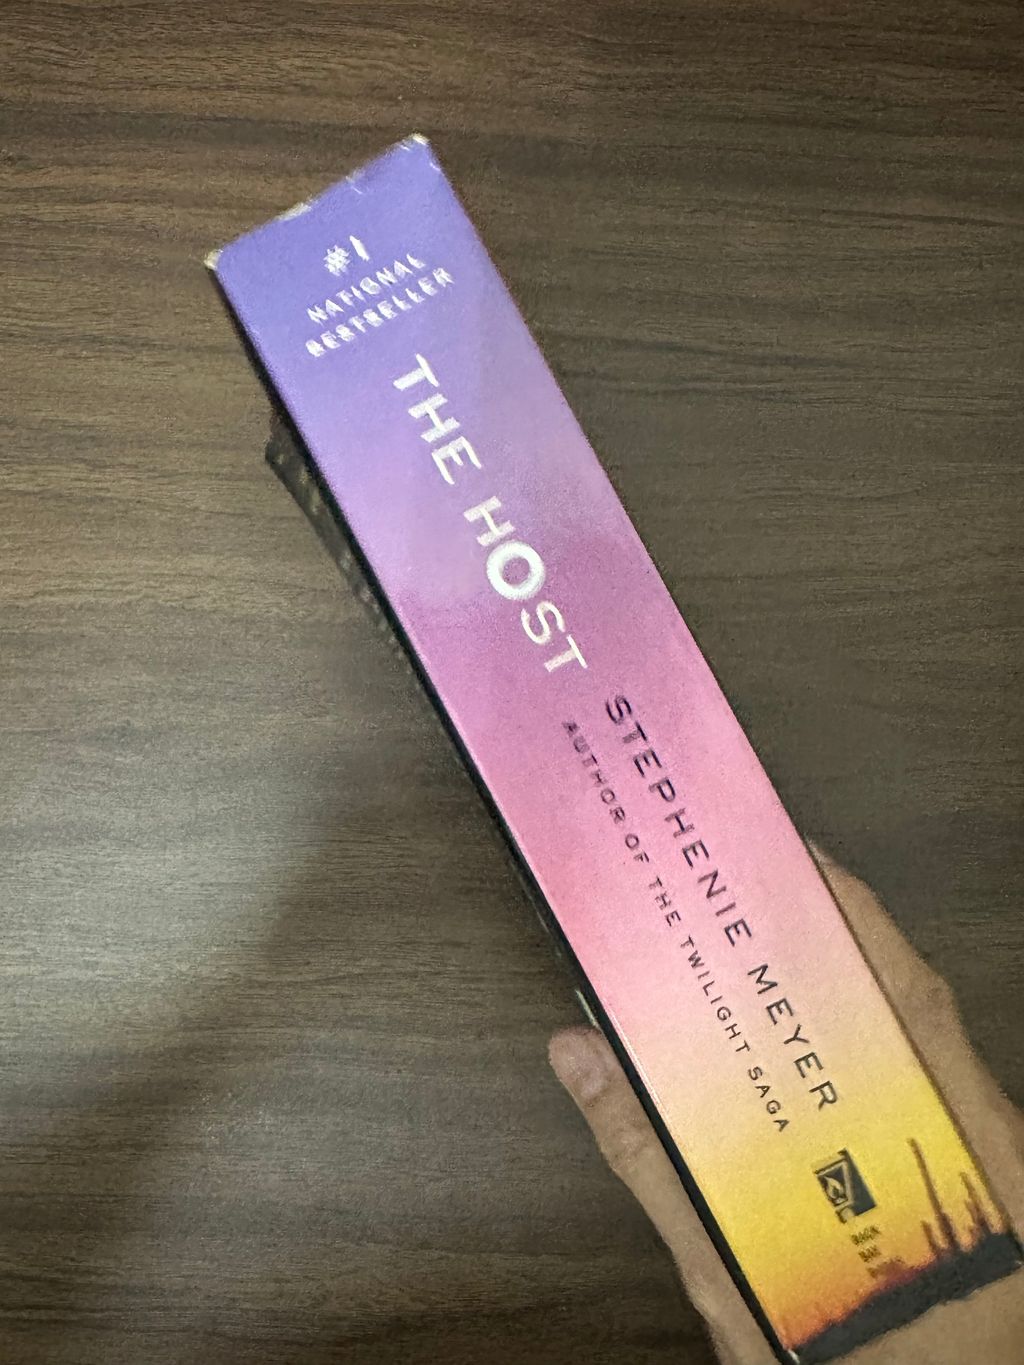 #1
NATIONAL
BESTSELLER
THE HOST
STEPHENIE MEYER
AUTHOR OF THE TWILIGHT SAGA